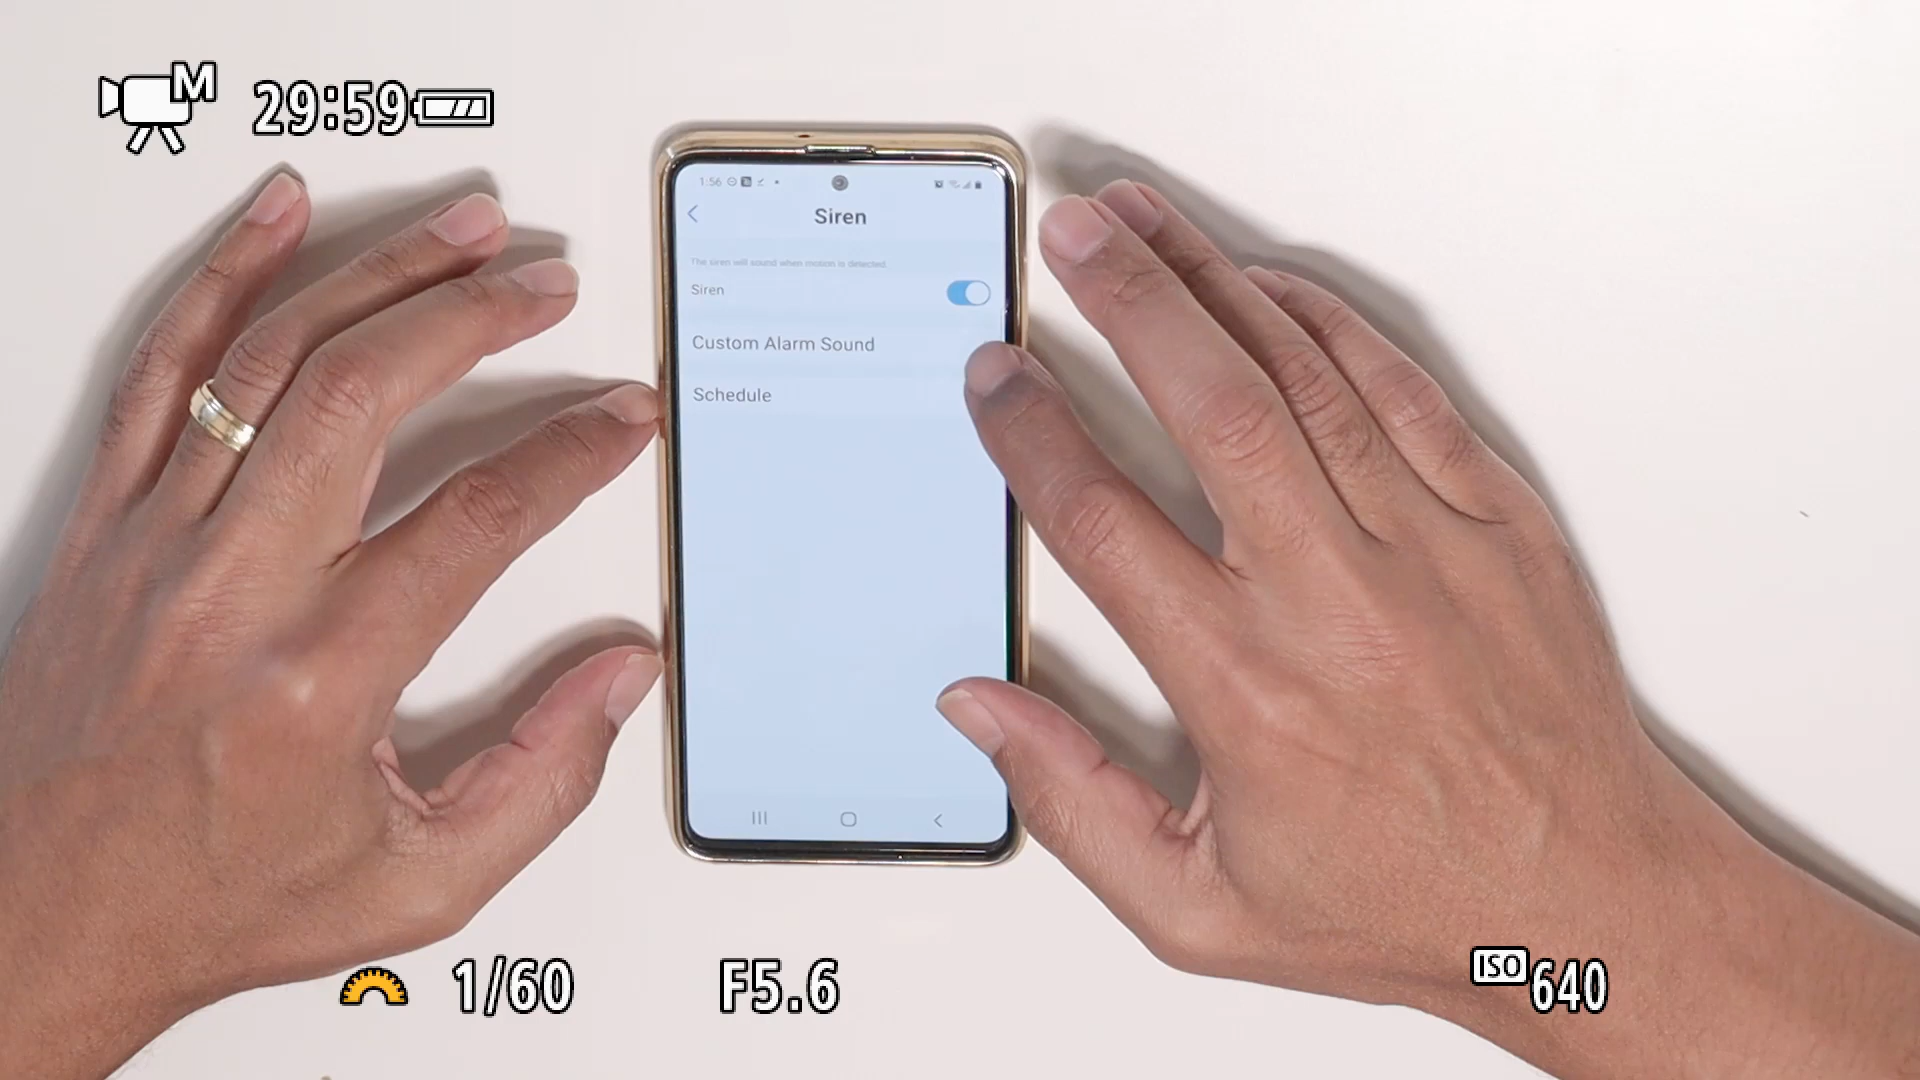 M
29:59
1:56
Siren
The siren will sound when motion is detected.
Siren
Custom Alarm Sound
Schedule
1/60
F5.6
ISO
640